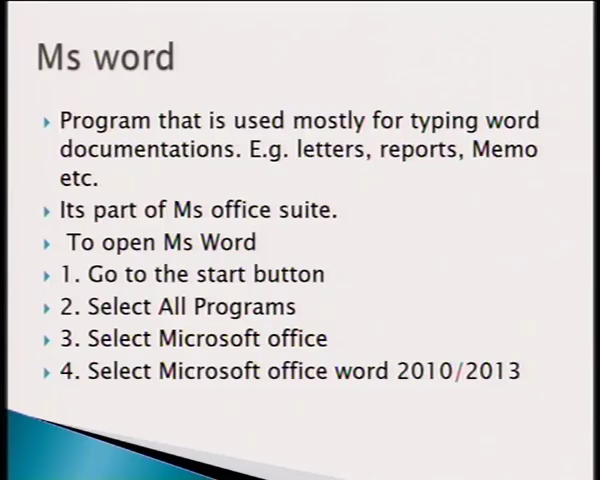 Ms word
Program that is used mostly for typing word
documentations. E.g. letters, reports, Memo
etc.
Its part of Ms office suite.
To open Ms Word
1. Go to the start button
2. Select All Programs
3. Select Microsoft office
4. Select Microsoft office word 2010/2013